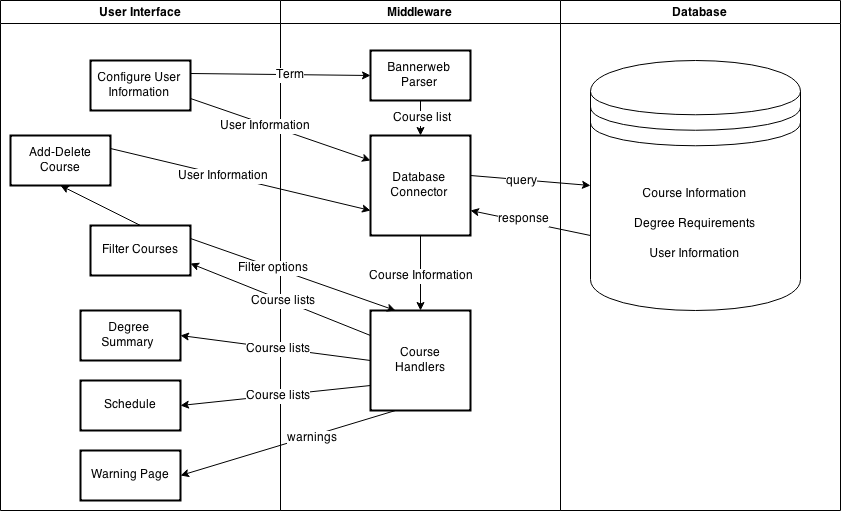 User Interface
Middleware
Database
Configure User
Information
Term
Bannerweb
Parser
User Information
Course list
Add-Delete
Course
User Information
Database
Connector
query
response
Course Information
Degree Requirements
User Information
Filter Courses
Filter options
Course Information
Course lists
Degree
Summary
Course lists
Course
Handlers
Schedule
Course lists
warnings
Warning Page